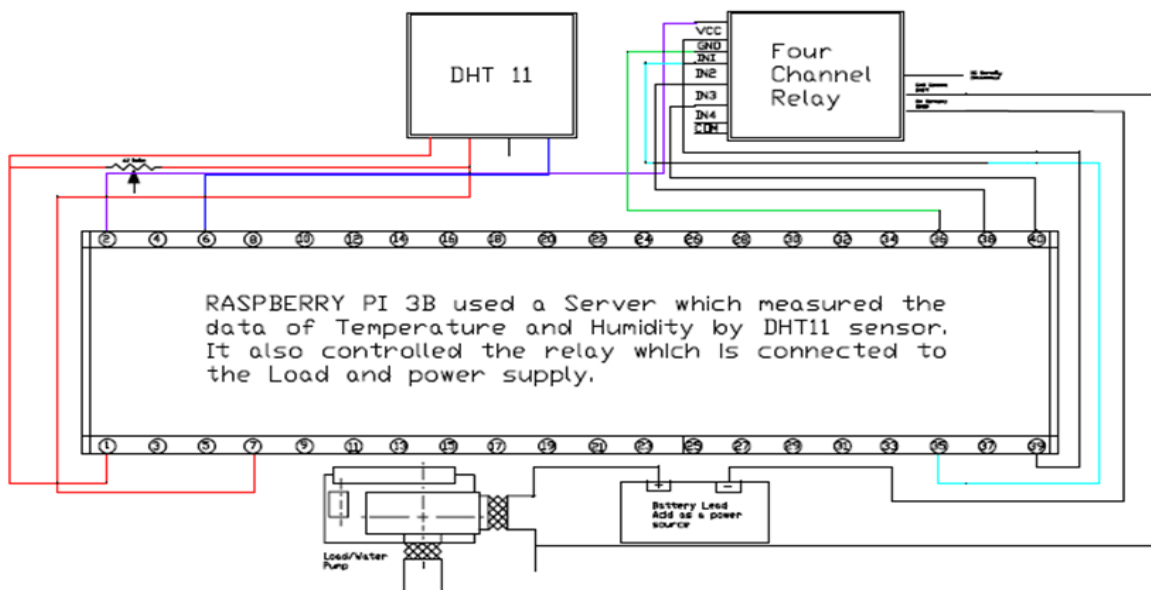 DHT 11
VCC
GND
IN1
IN2
IN3
IN4
COM
Four
Channel
Relay
2 4 6 8 10 12 14 16 18 20 22 24 26 28 30 32 34 36 38 40
RASPBERRY PI 3B used a Server which measured the
data of Temperature and Humidity by DHT11 sensor.
It also controlled the relay which is connected to
the Load and power supply.
1 3 5 7 9 11 13 15 17 19 21 23 25 27 29 31 33 35 37 39
+ -
Battery Lead
Acid as a power
source
Load/Water
Pump